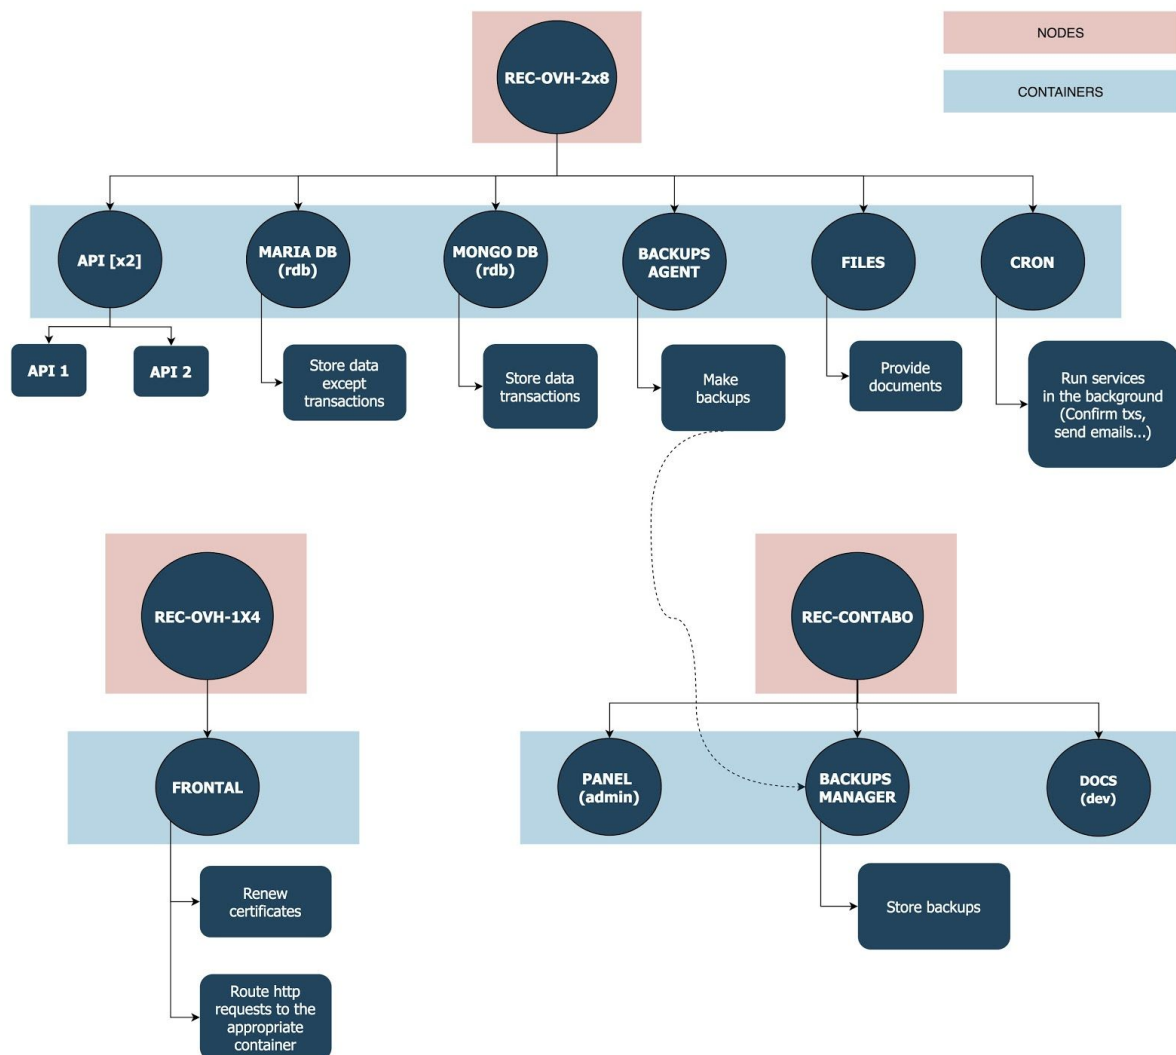 NODES
CONTAINERS
REC-OVH-2x8
API [x2]
MARIA DB
(rdb)
MONGO DB
(rdb)
BACKUPS
AGENT
FILES
CRON
API 1
API 2
Store data
except
transactions
Store data
transactions
Make
backups
Provide
documents
Run services
in the background
(Confirm txs,
send emails...)
REC-OVH-1X4
REC-CONTABO
FRONTAL
PANEL
(admin)
BACKUPS
MANAGER
DOCS
(dev)
Renew
certificates
Store backups
Route http
requests to the
appropriate
container